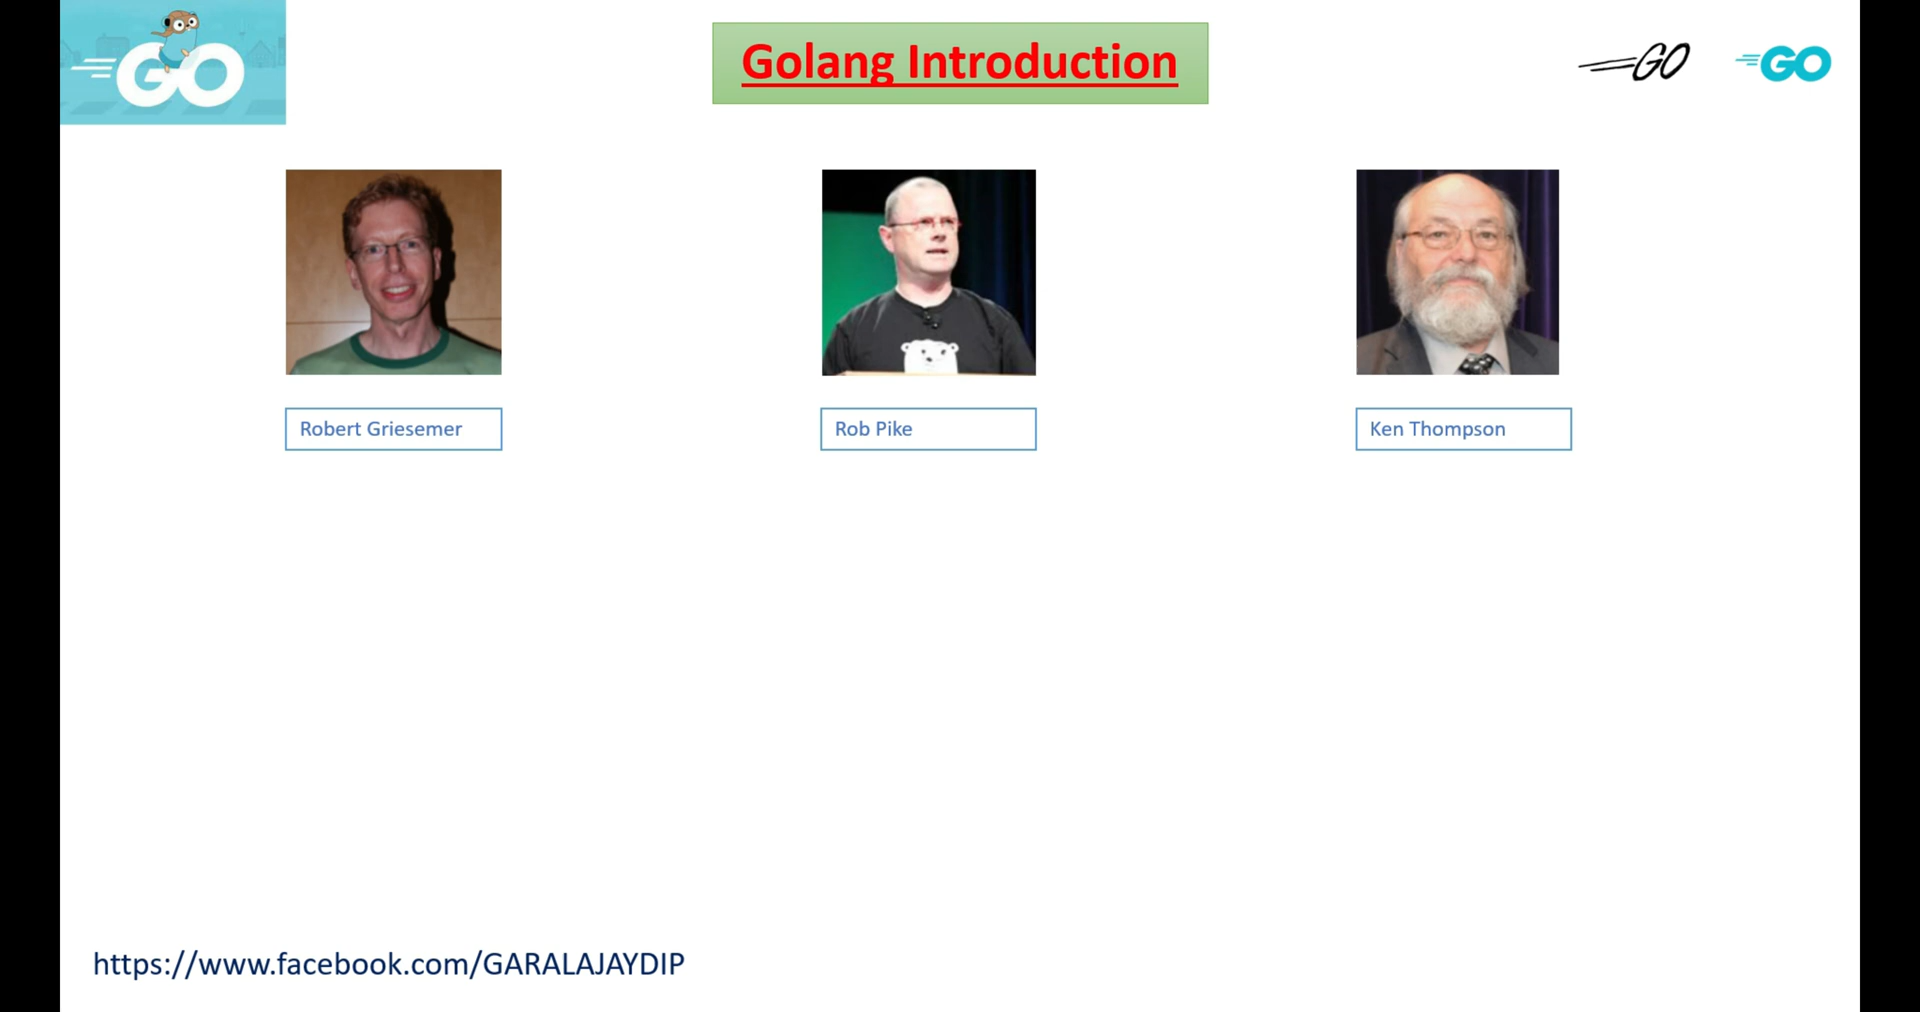 GO
Golang Introduction
GO
GO
Robert Griesemer
Rob Pike
Ken Thompson
https://www.facebook.com/GARALAJAYDIP